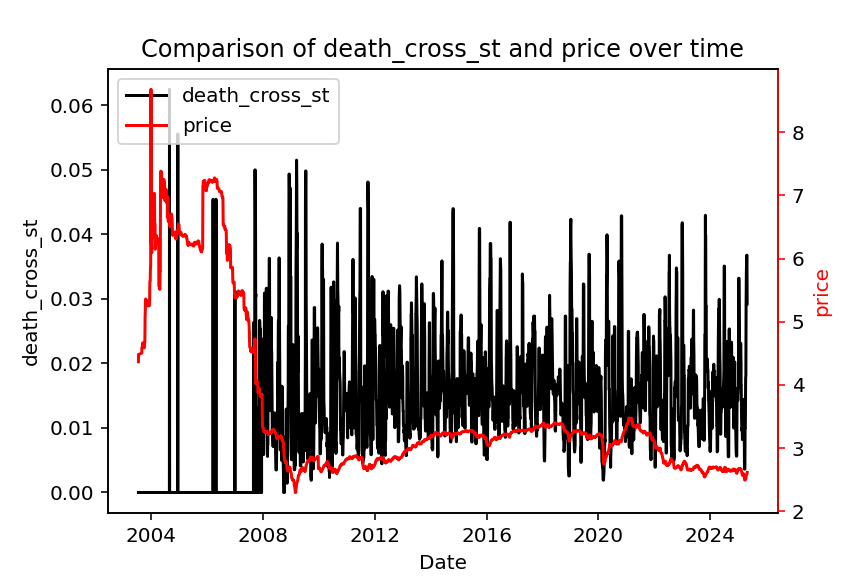 Comparison of death_cross_st and price over time
death_cross_st
price
0.06
0.05
0.04
0.03
0.02
0.01
0.00
death_cross_st
8
7
6
5
4
3
2
price
2004 2008 2012 2016 2020 2024
Date